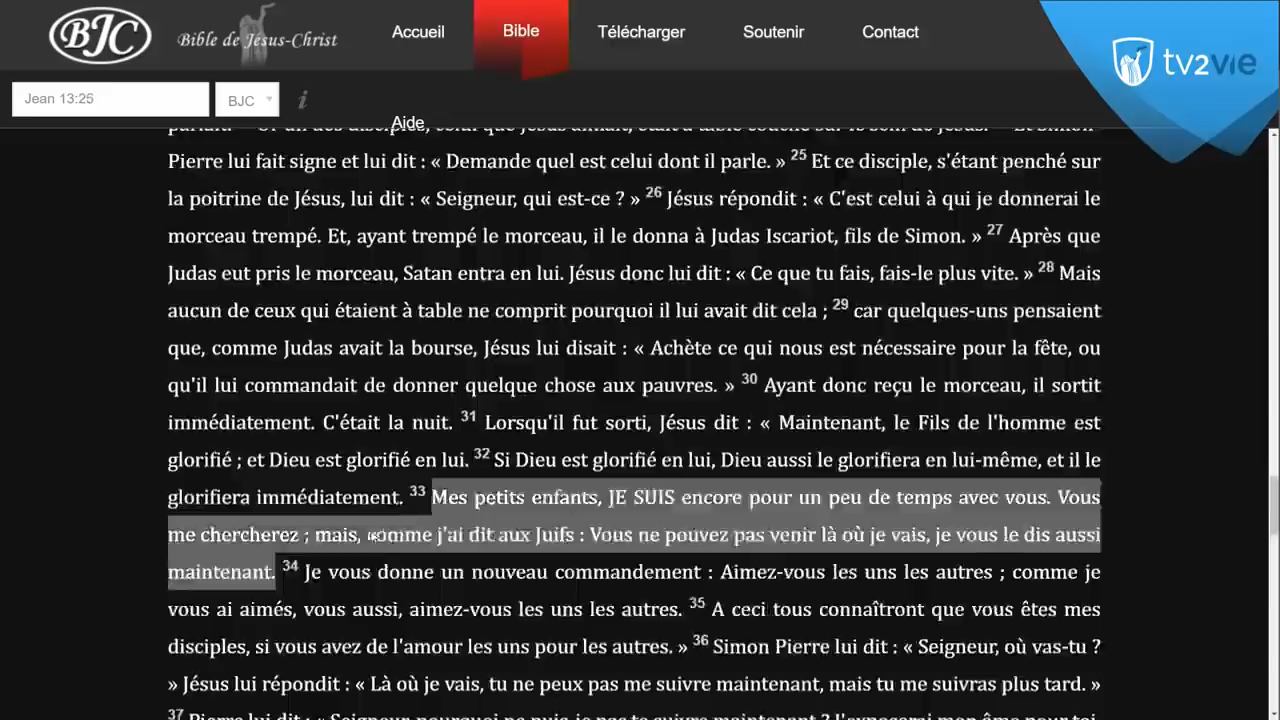 BJC Bible de Jésus-Christ
Accueil Bible Télécharger Soutenir Contact
tv2vie
Jean 13:25 BJC i
Aide
Pierre lui fait signe et lui dit : « Demande quel est celui dont il parle. » 25 Et ce disciple, s'étant penché sur
la poitrine de Jésus, lui dit : « Seigneur, qui est-ce ? » 26 Jésus répondit : « C'est celui à qui je donnerai le
morceau trempé. Et, ayant trempé le morceau, il le donna à Judas Iscariot, fils de Simon. » 27 Après que
Judas eut pris le morceau, Satan entra en lui. Jésus donc lui dit : « Ce que tu fais, fais-le plus vite. » 28 Mais
aucun de ceux qui étaient à table ne comprit pourquoi il lui avait dit cela ; 29 car quelques-uns pensaient
que, comme Judas avait la bourse, Jésus lui disait : « Achète ce qui nous est nécessaire pour la fête, ou
qu'il lui commandait de donner quelque chose aux pauvres. » 30 Ayant donc reçu le morceau, il sortit
immédiatement. C'était la nuit. 31 Lorsqu'il fut sorti, Jésus dit : « Maintenant, le Fils de l'homme est
glorifié ; et Dieu est glorifié en lui. 32 Si Dieu est glorifié en lui, Dieu aussi le glorifiera en lui-même, et il le
glorifiera immédiatement. 33 Mes petits enfants, JE SUIS encore pour un peu de temps avec vous. Vous
me chercherez ; mais, comme j'ai dit aux Juifs : Vous ne pouvez pas venir là où je vais, je vous le dis aussi
maintenant. 34 Je vous donne un nouveau commandement : Aimez-vous les uns les autres ; comme je
vous ai aimés, vous aussi, aimez-vous les uns les autres. 35 A ceci tous connaîtront que vous êtes mes
disciples, si vous avez de l'amour les uns pour les autres. » 36 Simon Pierre lui dit : « Seigneur, où vas-tu ?
» Jésus lui répondit : « Là où je vais, tu ne peux pas me suivre maintenant, mais tu me suivras plus tard. »
37 Pierre lui dit : « Seigneur